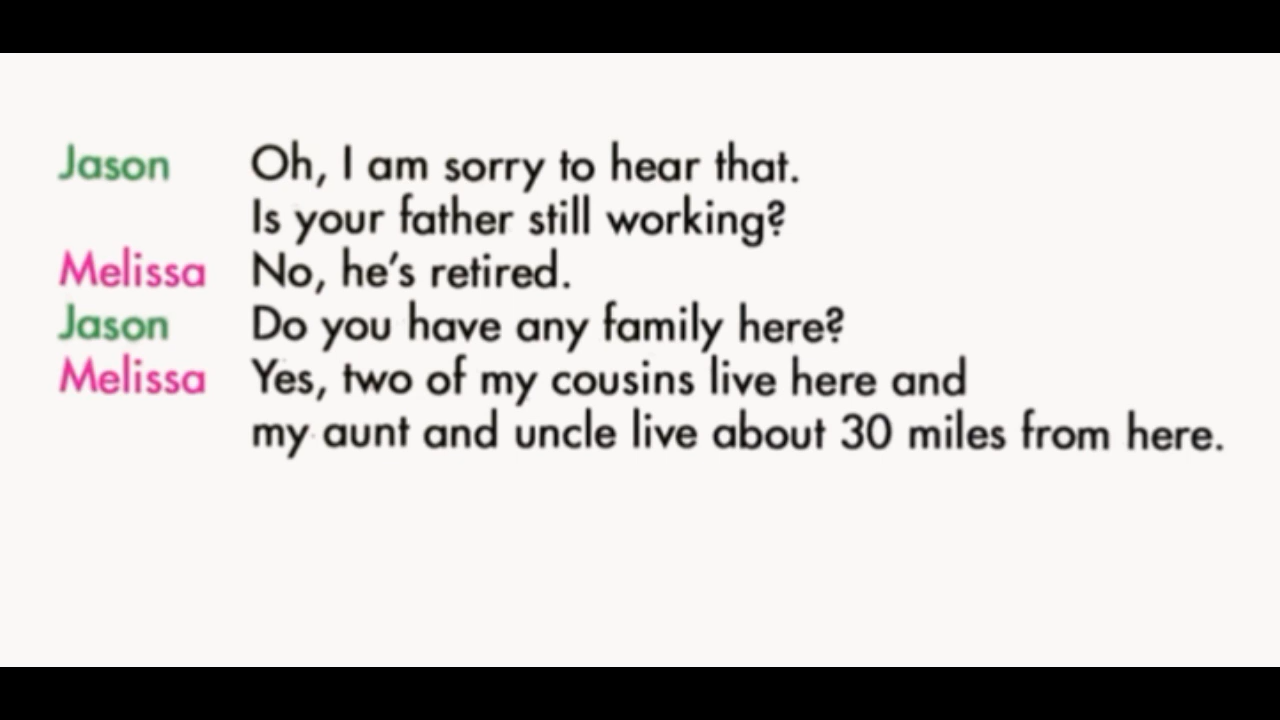 Jason Oh, I am sorry to hear that.
Is your father still working?
Melissa No, he's retired.
Jason Do you have any family here?
Melissa Yes, two of my cousins live here and
my aunt and uncle live about 30 miles from here.